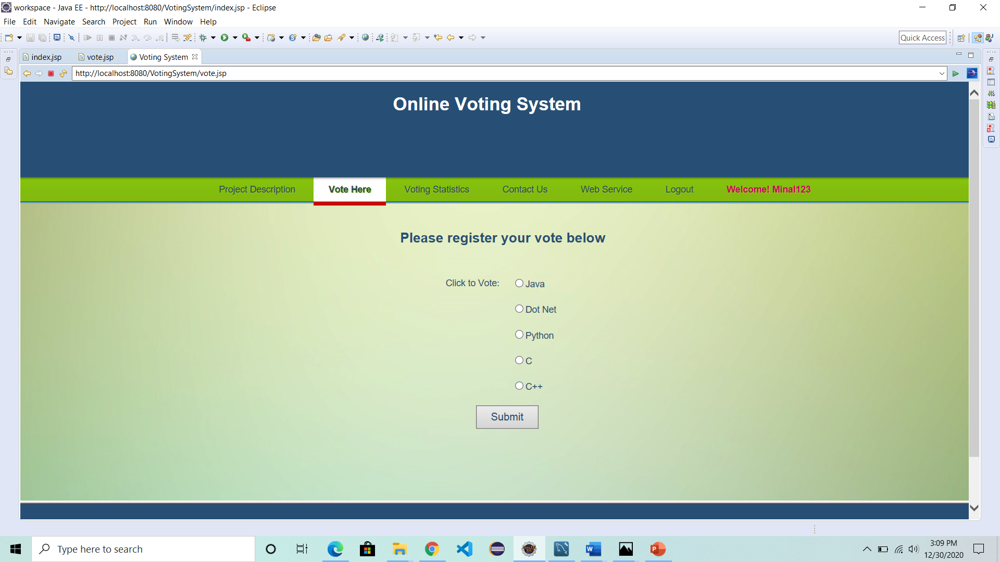 workspace - Java EE - http://localhost:8080/VotingSystem/index.jsp - Eclipse
File Edit Navigate Search Project Run Window Help
Quick Access
index.jsp vote.jsp Voting System
http://localhost:8080/VotingSystem/vote.jsp
Online Voting System
Project Description Vote Here Voting Statistics Contact Us Web Service Logout Welcome! Minal123
Please register your vote below
Click to Vote: Java
Dot Net
Python
C
C++
Submit
Type here to search
3:09 PM
12/30/2020